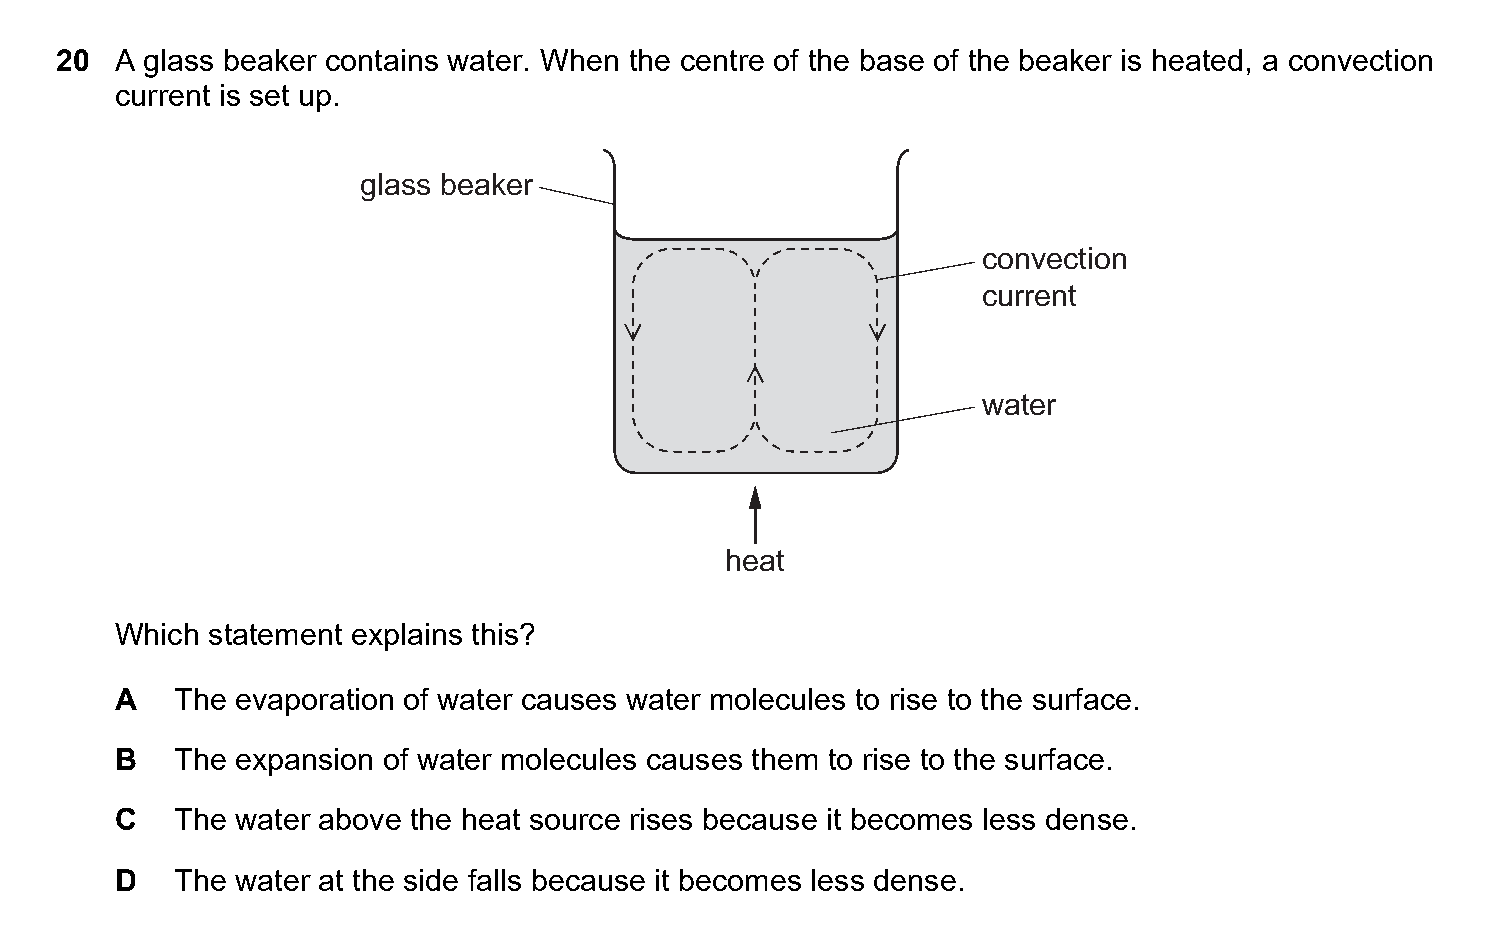 20 A glass beaker contains water. When the centre of the base of the beaker is heated, a convection
current is set up.
glass beaker
convection
current
water
heat
Which statement explains this?
A The evaporation of water causes water molecules to rise to the surface.
B The expansion of water molecules causes them to rise to the surface.
C The water above the heat source rises because it becomes less dense.
D The water at the side falls because it becomes less dense.